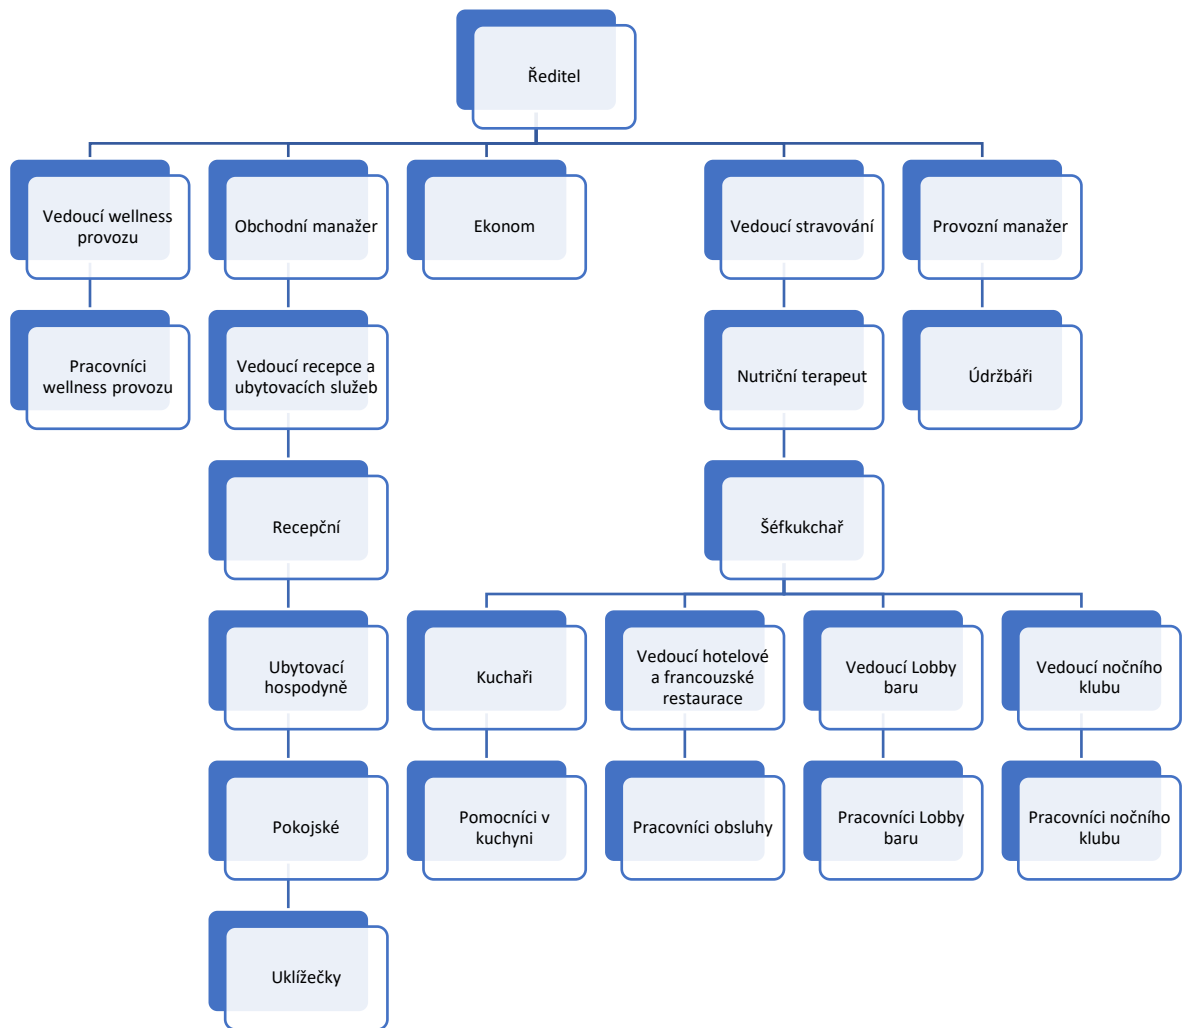 Ředitel
Vedoucí wellness
provozu
Obchodní manažer
Ekonom
Vedoucí stravování
Provozní manažer
Pracovníci
wellness provozu
Vedoucí recepce a
ubytovacích služeb
Nutriční terapeut
Údržbáři
Recepční
Šéfkukchař
Ubytovací
hospodyně
Kuchaři
Vedoucí hotelové
a francouzské
restaurace
Vedoucí Lobby
baru
Vedoucí nočního
klubu
Pokojské
Pomocníci v
kuchyni
Pracovníci obsluhy
Pracovníci Lobby
baru
Pracovníci nočního
klubu
Uklížečky